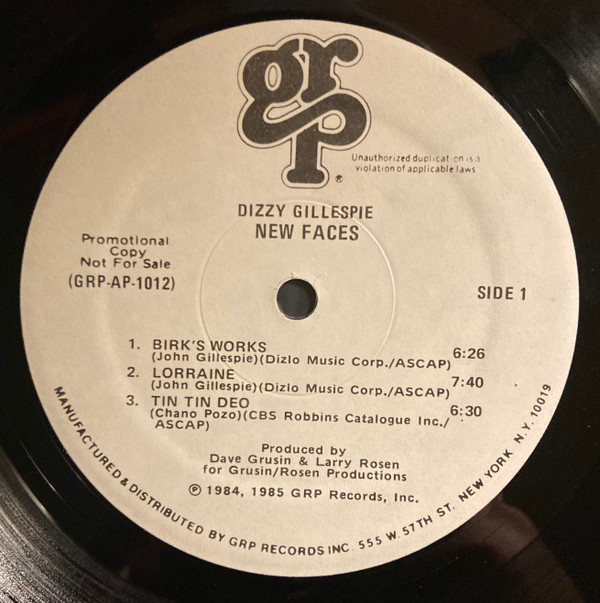 grp
®
Unauthorized duplication is a
violation of applicable laws
DIZZY GILLESPIE
NEW FACES
Promotional
Copy
Not For Sale
(GRP-AP-1012)
SIDE 1
1. BIRK'S WORKS 6:26
(John Gillespie)(Dizlo Music Corp./ASCAP)
2. LORRAINE 7:40
(John Gillespie)(Dizlo Music Corp./ASCAP)
3. TIN TIN DEO 6:30
(Chano Pozo)(CBS Robbins Catalogue Inc./
ASCAP)
Produced by
Dave Grusin & Larry Rosen
for Grusin/Rosen Productions
℗ 1984, 1985 GRP Records, Inc.
MANUFACTURED & DISTRIBUTED BY GRP RECORDS INC. 555 W. 57TH ST. NEW YORK N.Y. 10019